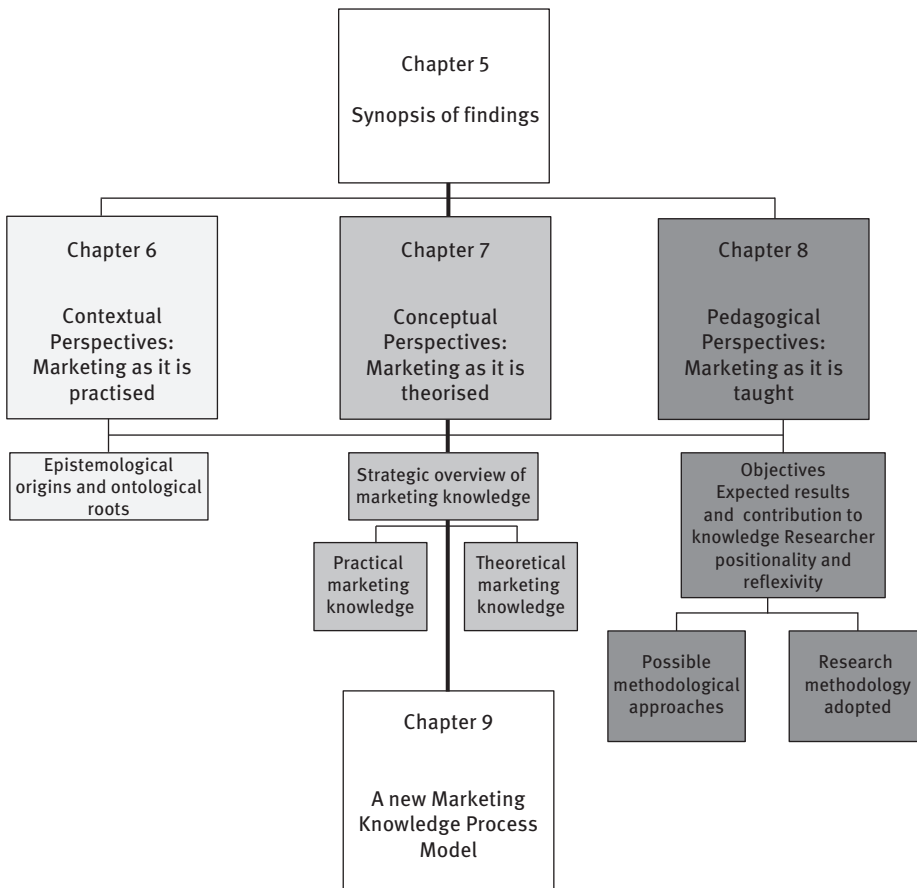 Chapter 5
Synopsis of findings
Chapter 6
Contextual
Perspectives:
Marketing as it is
practised
Chapter 7
Conceptual
Perspectives:
Marketing as it is
theorised
Chapter 8
Pedagogical
Perspectives:
Marketing as it is
taught
Epistemological
origins and ontological
roots
Strategic overview of
marketing knowledge
Practical
marketing
knowledge
Theoretical
marketing
knowledge
Objectives
Expected results
and contribution to
knowledge Researcher
positionality and
reflexivity
Possible
methodological
approaches
Research
methodology
adopted
Chapter 9
A new Marketing
Knowledge Process
Model